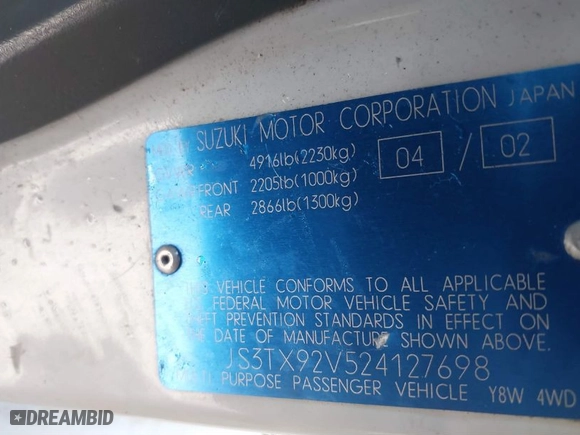 SUZUKI MOTOR CORPORATION JAPAN
4916lb(2230kg) 04 / 02
FRONT 2205lb(1000kg)
REAR 2866lb(1300kg)
VEHICLE CONFORMS TO ALL APPLICABLE
FEDERAL MOTOR VEHICLE SAFETY AND
PREVENTION STANDARDS IN EFFECT ON
THE DATE OF MANUFACTURE SHOWN ABOVE.
JS3TX92V524127698
PURPOSE PASSENGER VEHICLE Y8W 4WD
DREAMBID